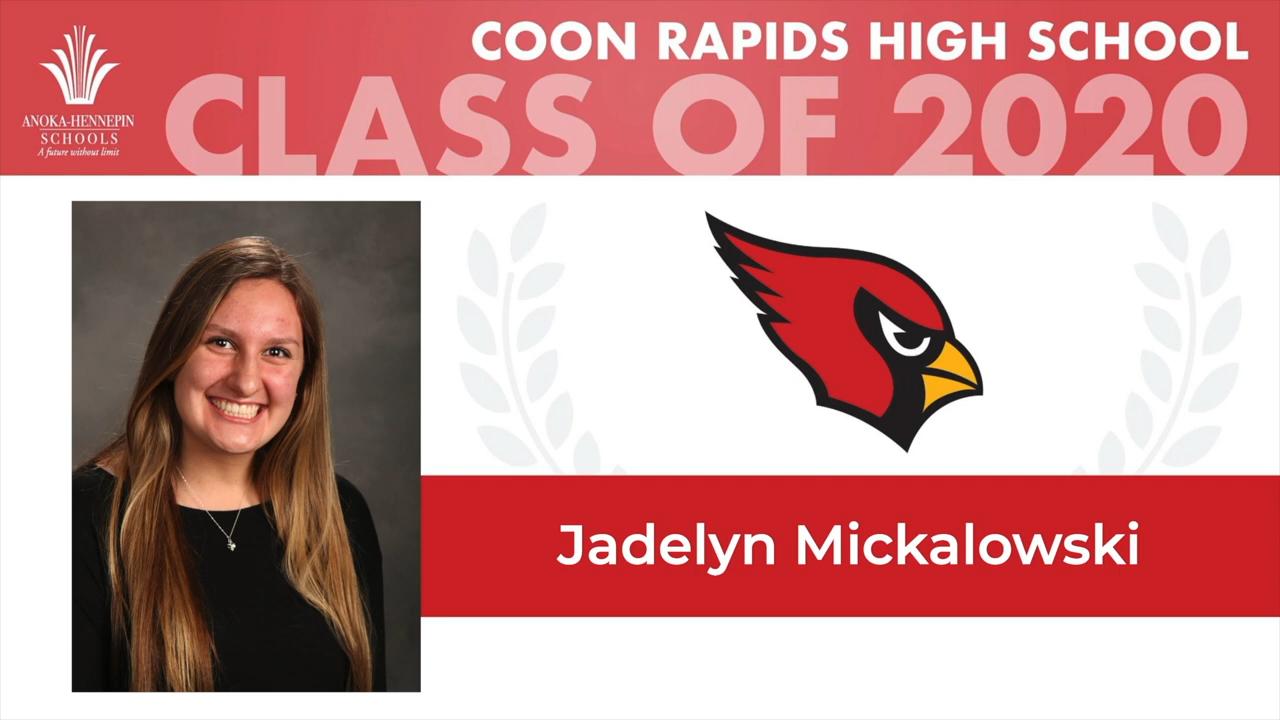 COON RAPIDS HIGH SCHOOL
CLASS OF 2020
ANOKA-HENNEPIN
SCHOOLS
A future without limit
Jadelyn Mickalowski